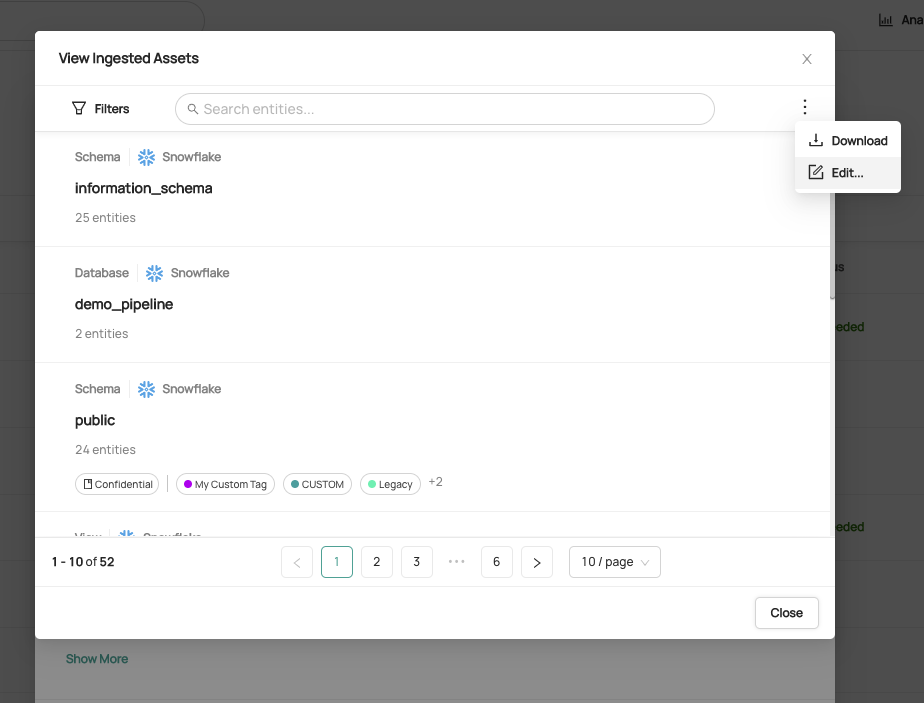 Ana
View Ingested Assets
Filters
Search entities...
Download
Edit...
Schema Snowflake
information_schema
25 entities
Database Snowflake
demo_pipeline
2 entities
Schema Snowflake
public
24 entities
Confidential My Custom Tag CUSTOM Legacy +2
View Snowflake
1 - 10 of 52
1 2 3 ••• 6 10 / page
Close
Show More
us
eeded
eeded